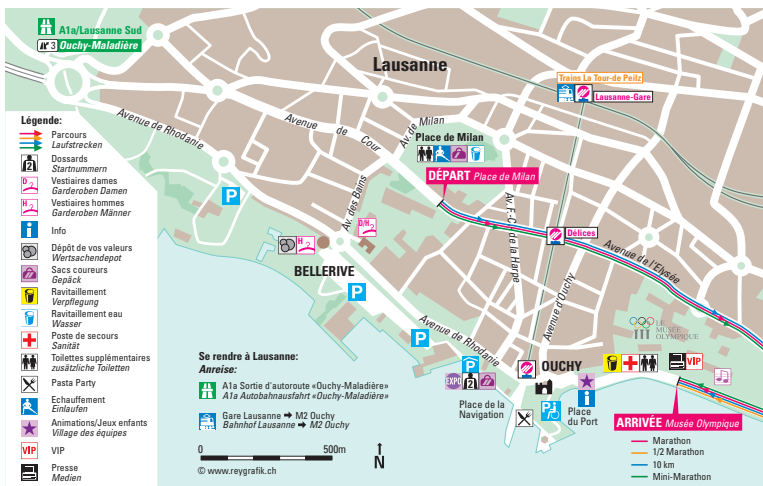 A1a/Lausanne Sud
3 Ouchy-Maladière
Lausanne
Trains La Tour-de Peilz
Lausanne-Gare
Légende:
Parcours
Laufstrecken
2
Dossards
Startnummern
D
2
Vestiaires dames
Garderoben Damen
H
2
Vestiaires hommes
Garderoben Männer
i
Info
Dépôt de vos valeurs
Wertsachendepot
Sacs coureurs
Gepäck
Ravitaillement
Verpflegung
Ravitaillement eau
Wasser
Poste de secours
Sanität
Toilettes supplémentaires
zusätzliche Toiletten
Pasta Party
Echauffement
Einlaufen
Animations/Jeux enfants
Village des équipes
VIP
VIP
Presse
Medien
Avenue de Rhodanie
Avenue de Cour
Av. de Milan
Place de Milan
DÉPART Place de Milan
Av. des Bains
P
D/H
2
H
2
BELLERIVE
P
P
Av. F.-C. de la Harpe
Délices
Avenue de l'Elysée
Avenue d'Ouchy
Avenue de Rhodanie
LE
MUSÉE
OLYMPIQUE
Se rendre à Lausanne:
Anreise:
A1a Sortie d'autoroute «Ouchy-Maladière»
A1a Autobahnausfahrt «Ouchy-Maladière»
Gare Lausanne ➡ M2 Ouchy
Bahnhof Lausanne ➡ M2 Ouchy
0 500m
N
© www.reygrafik.ch
P
EXPO
2
OUCHY
Place de la
Navigation
P
i
Place
du Port
VIP
ARRIVÉE Musée Olympique
Marathon
1/2 Marathon
10 km
Mini-Marathon